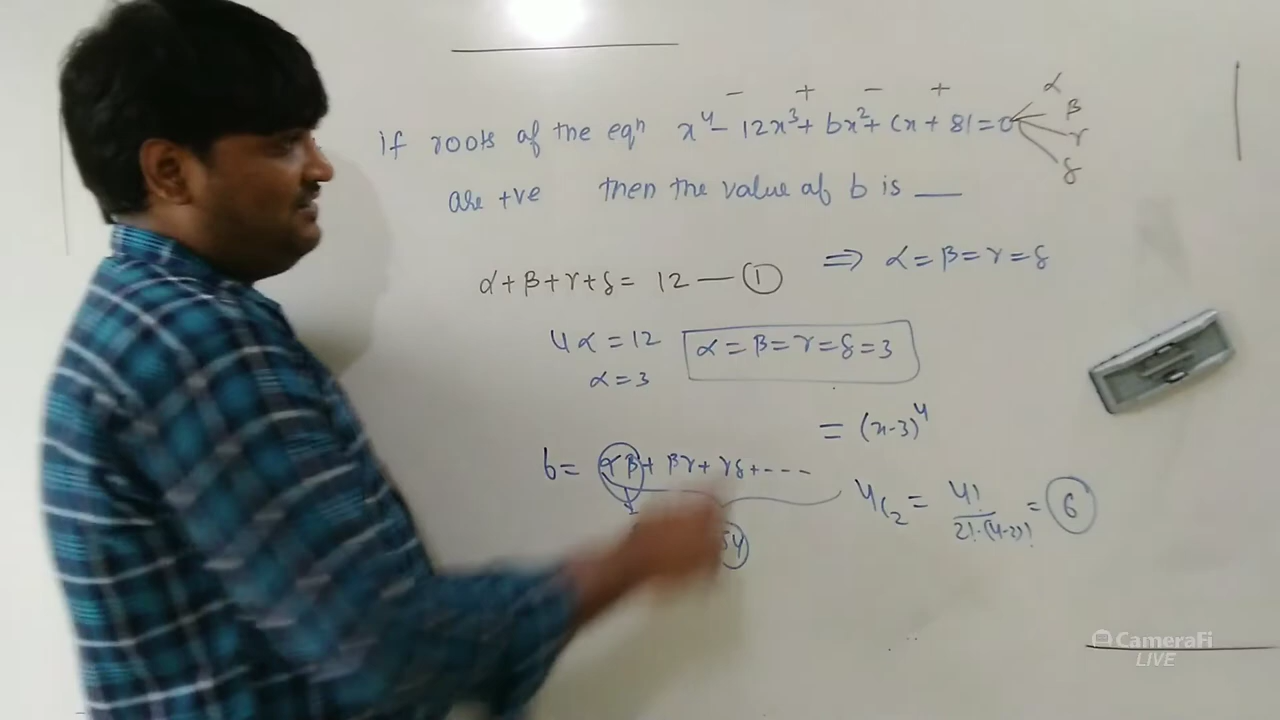 - + - +
If roots of the eqn x⁴ - 12x³ + bx² + cx + 81 = 0 α β γ δ
are +ve then the value of b is ___
α + β + γ + δ = 12 — ①
⇒ α = β = γ = δ
4α = 12
α = β = γ = δ = 3
α = 3
= (x-3)⁴
b = αβ + βγ + γδ + ----
4C₂ = 4!/2!·(4-2)! = 6
54
CameraFi
LIVE